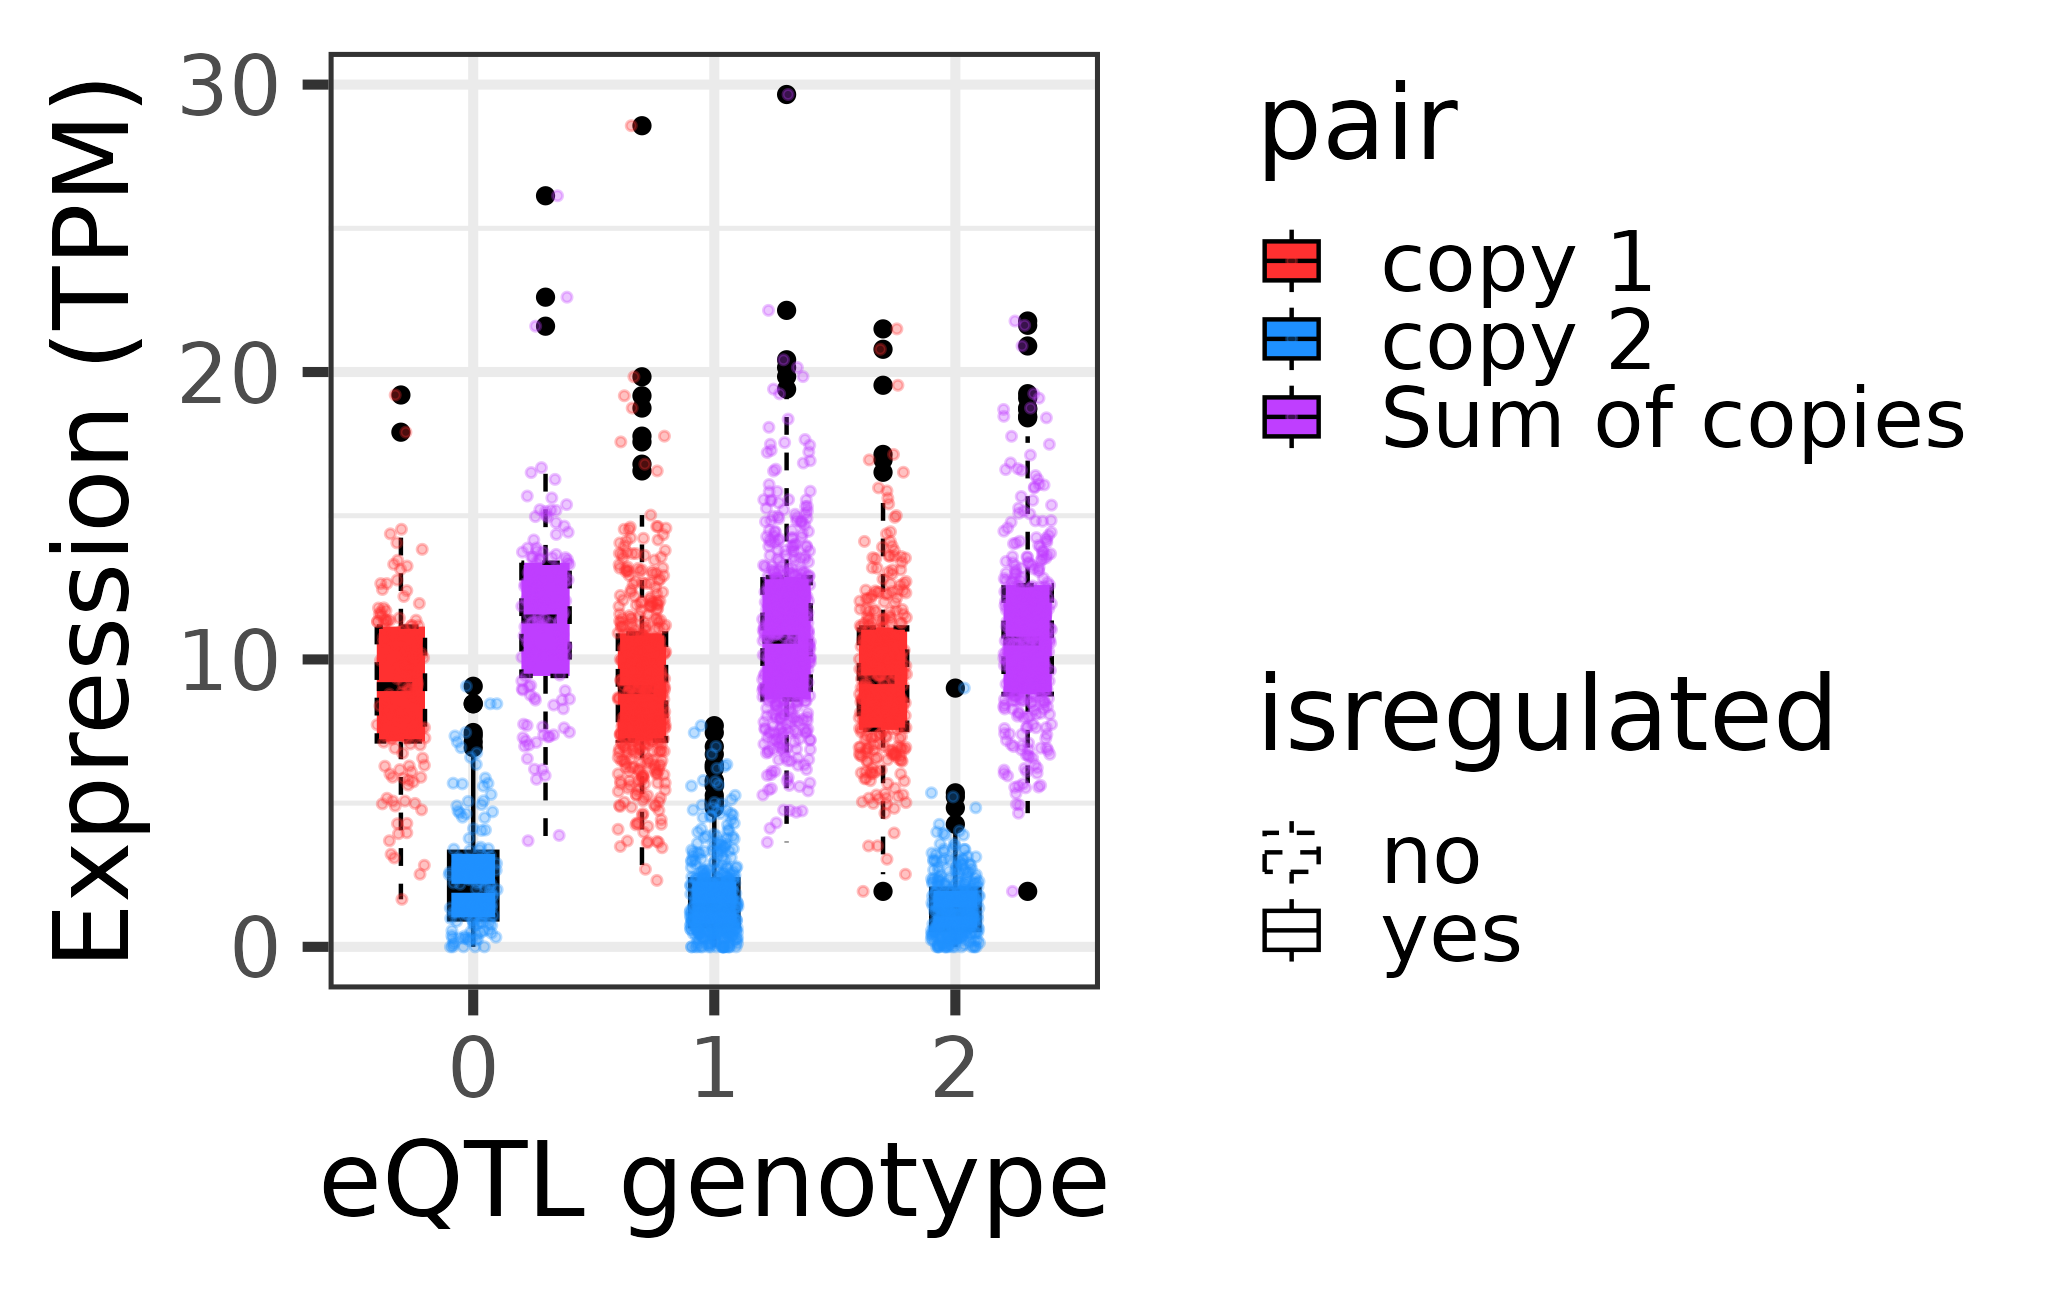 Expression (TPM)
30
20
10
0
0 1 2
eQTL genotype
pair
copy 1
copy 2
Sum of copies
isregulated
no
yes